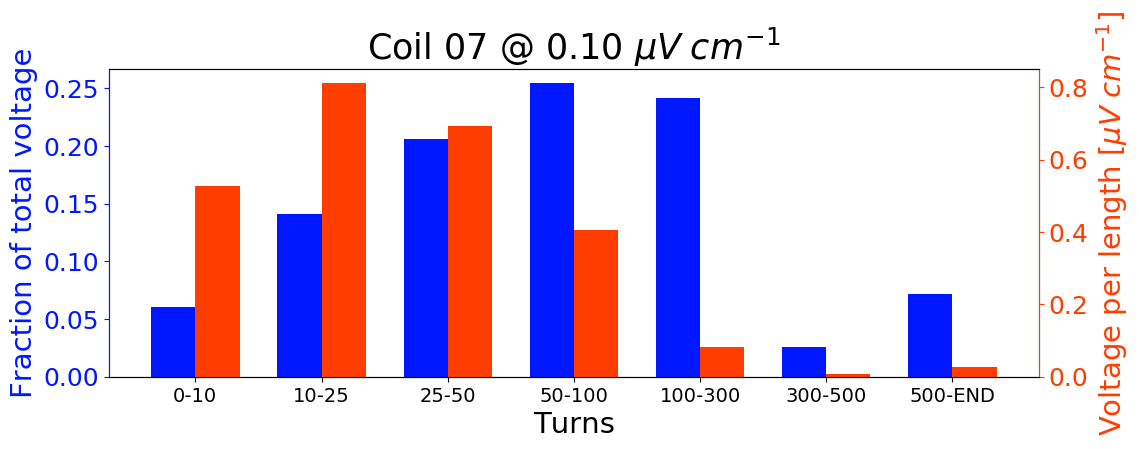 Coil 07 @ 0.10 μV cm⁻¹
Fraction of total voltage
0.25
0.20
0.15
0.10
0.05
0.00
0.8
0.6
0.4
0.2
0.0
Voltage per length [μV cm⁻¹]
0-10 10-25 25-50 50-100 100-300 300-500 500-END
Turns